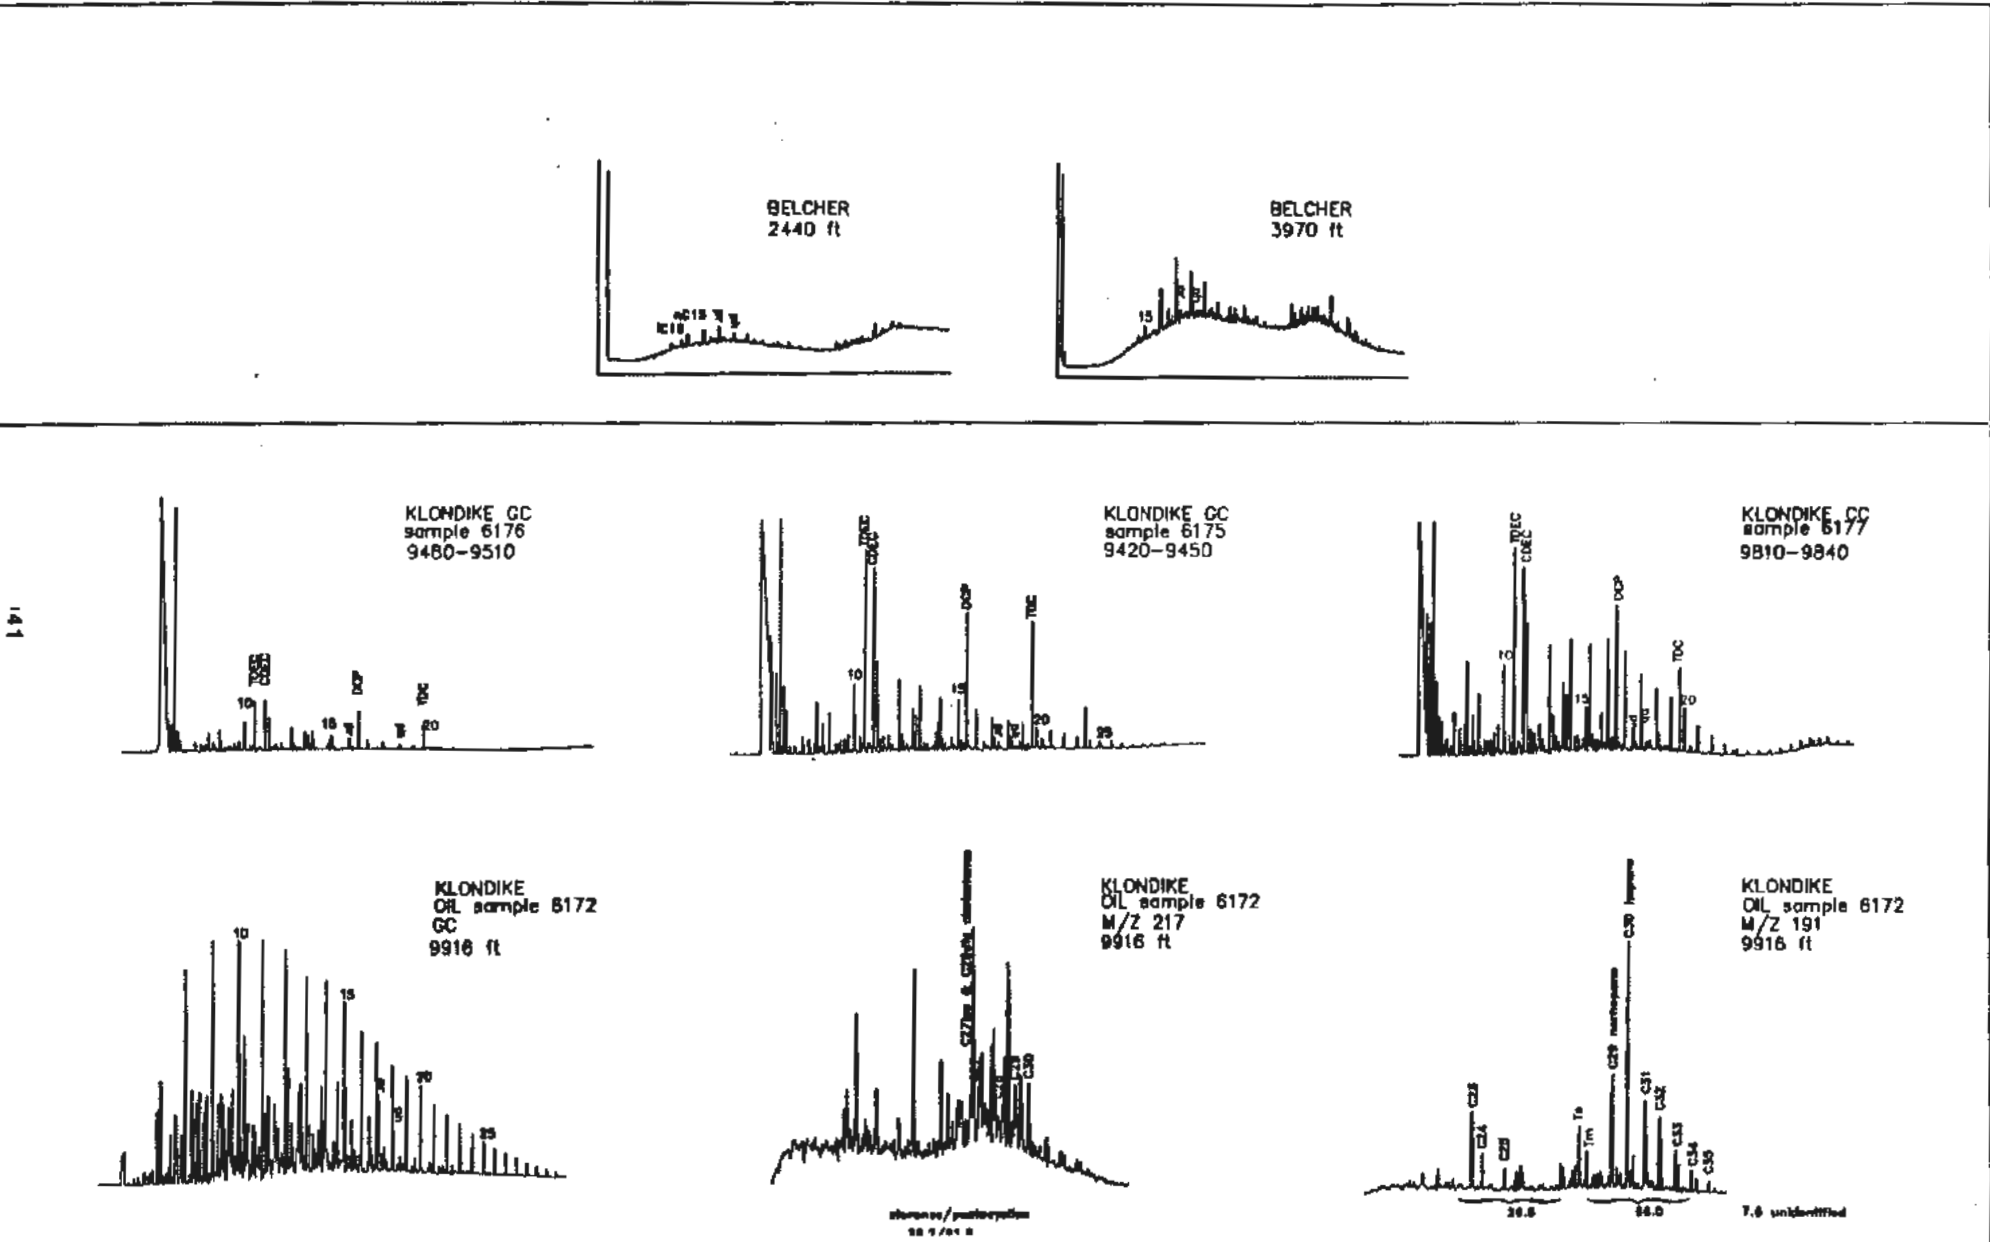 BELCHER
2440 ft
nC15
BELCHER
3970 ft
15
KLONDIKE GC
sample 6176
9480-9510
TDEC
CDEC
10
15
DCP
TDC
20
KLONDIKE GC
sample 6175
9420-9450
TDEC
CDEC
10
15
DCP
TDC
20
25
KLONDIKE GC
sample 6177
9810-9840
TDEC
CDEC
10
15
DCP
TDC
20
141
KLONDIKE
OIL sample 6172
GC
9916 ft
10
15
20
25
KLONDIKE
OIL sample 6172
M/Z 217
9916 ft
C29
C30
KLONDIKE
OIL sample 6172
M/Z 191
9916 ft
C23
C24
C25
Ts
Tm
C29 norhopane
C30 hopane
C31
C32
C33
C34
C35
7.6 unidentified